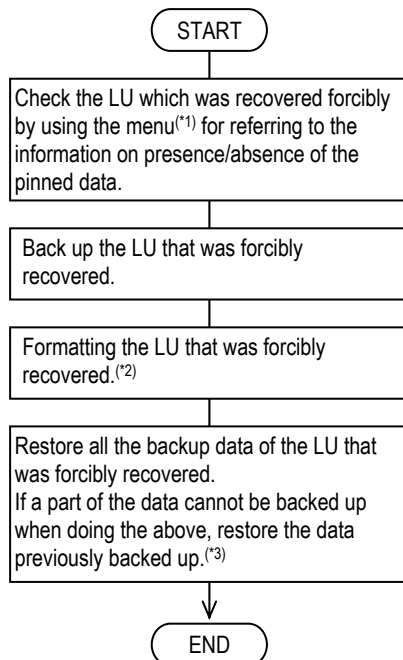 START
Check the LU which was recovered forcibly
by using the menu(*1) for referring to the
information on presence/absence of the
pinned data.
Back up the LU that was forcibly
recovered.
Formatting the LU that was forcibly
recovered.(*2)
Restore all the backup data of the LU that
was forcibly recovered.
If a part of the data cannot be backed up
when doing the above, restore the data
previously backed up.(*3)
END